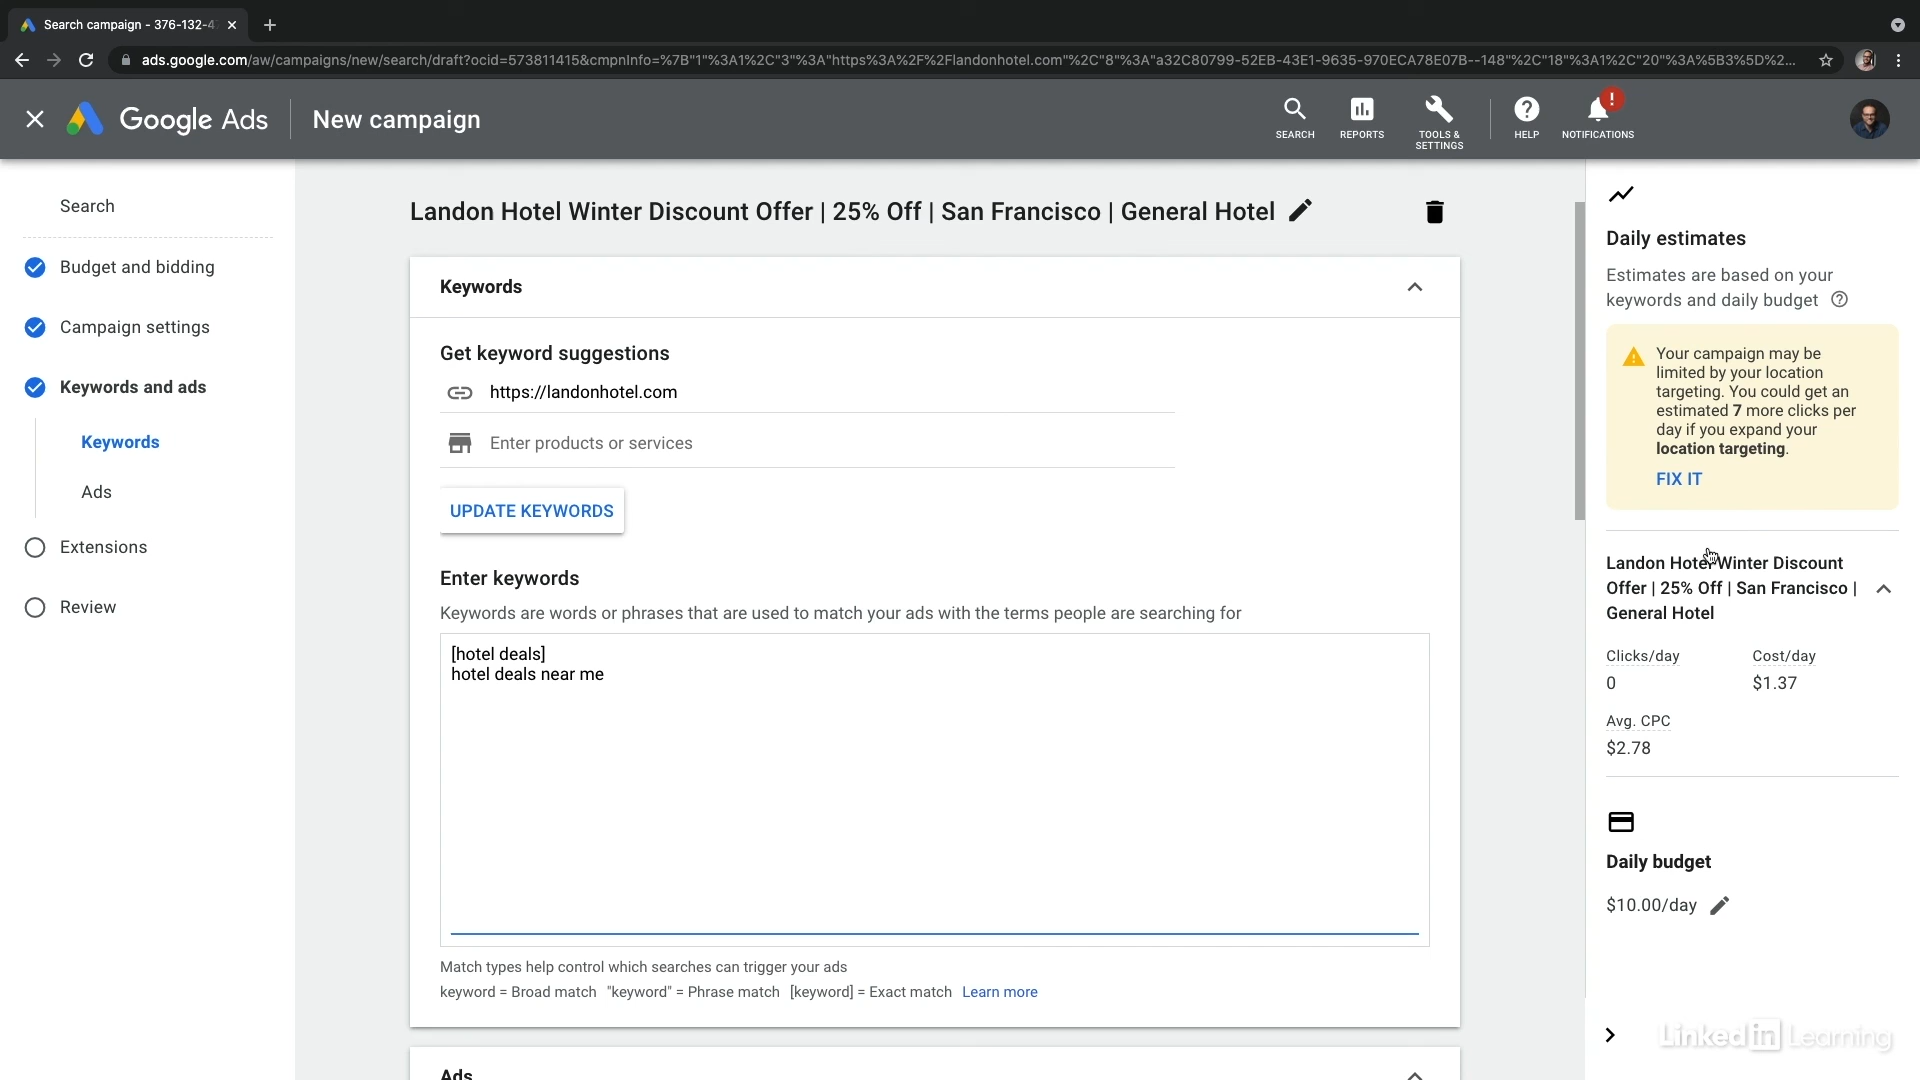 Search campaign - 376-132-4
ads.google.com/aw/campaigns/new/search/draft?ocid=573811415&cmpnInfo=%7B"1"%3A1%2C"3"%3A"https%3A%2F%2Flandonhotel.com"%2C"8"%3A"a32C80799-52EB-43E1-9635-970ECA78E07B--148"%2C"18"%3A1%2C"20"%3A%5B3%5D%2...
Google Ads
New campaign
SEARCH
REPORTS
TOOLS &
SETTINGS
HELP
!
NOTIFICATIONS
Search
Budget and bidding
Campaign settings
Keywords and ads
Keywords
Ads
Extensions
Review
Landon Hotel Winter Discount Offer | 25% Off | San Francisco | General Hotel
Keywords
Get keyword suggestions
https://landonhotel.com
Enter products or services
UPDATE KEYWORDS
Enter keywords
Keywords are words or phrases that are used to match your ads with the terms people are searching for
[hotel deals]
hotel deals near me
Match types help control which searches can trigger your ads
keyword = Broad match "keyword" = Phrase match [keyword] = Exact match Learn more
Ads
Daily estimates
Estimates are based on your
keywords and daily budget
Your campaign may be
limited by your location
targeting. You could get an
estimated 7 more clicks per
day if you expand your
location targeting.
FIX IT
Landon Hotel Winter Discount
Offer | 25% Off | San Francisco |
General Hotel
Clicks/day
Cost/day
0
$1.37
Avg. CPC
$2.78
Daily budget
$10.00/day
LinkedIn Learning